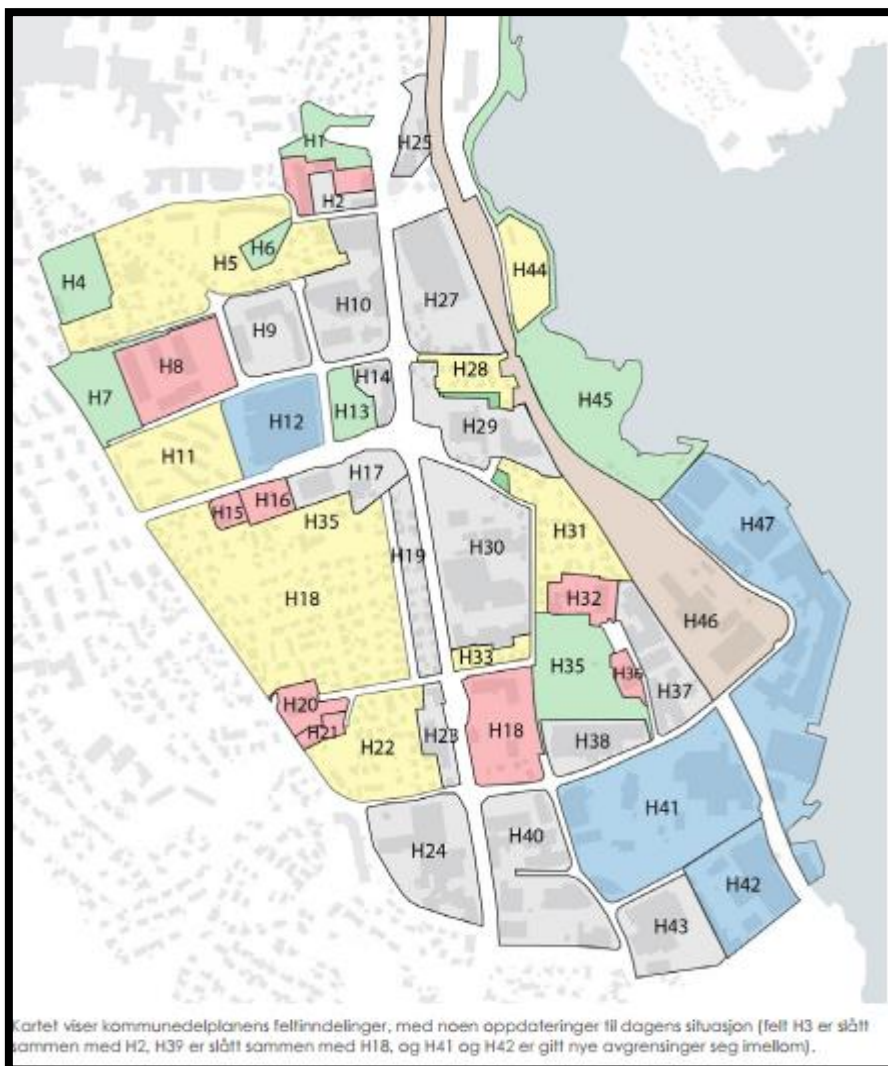 H1
H25
H2
H4
H5
H6
H44
H10
H27
H9
H8
H7
H14
H28
H13
H45
H12
H29
H11
H17
H47
H16
H15
H35
H30
H31
H19
H18
H32
H46
H33
H35
H36
H37
H20
H21
H22
H23
H18
H38
H41
H24
H40
H42
H43
Kartet viser kommunedelplanens feltinndelinger, med noen oppdateringer til dagens situasjon (felt H3 er slått
sammen med H2, H39 er slått sammen med H18, og H41 og H42 er gitt nye avgrensinger seg imellom).